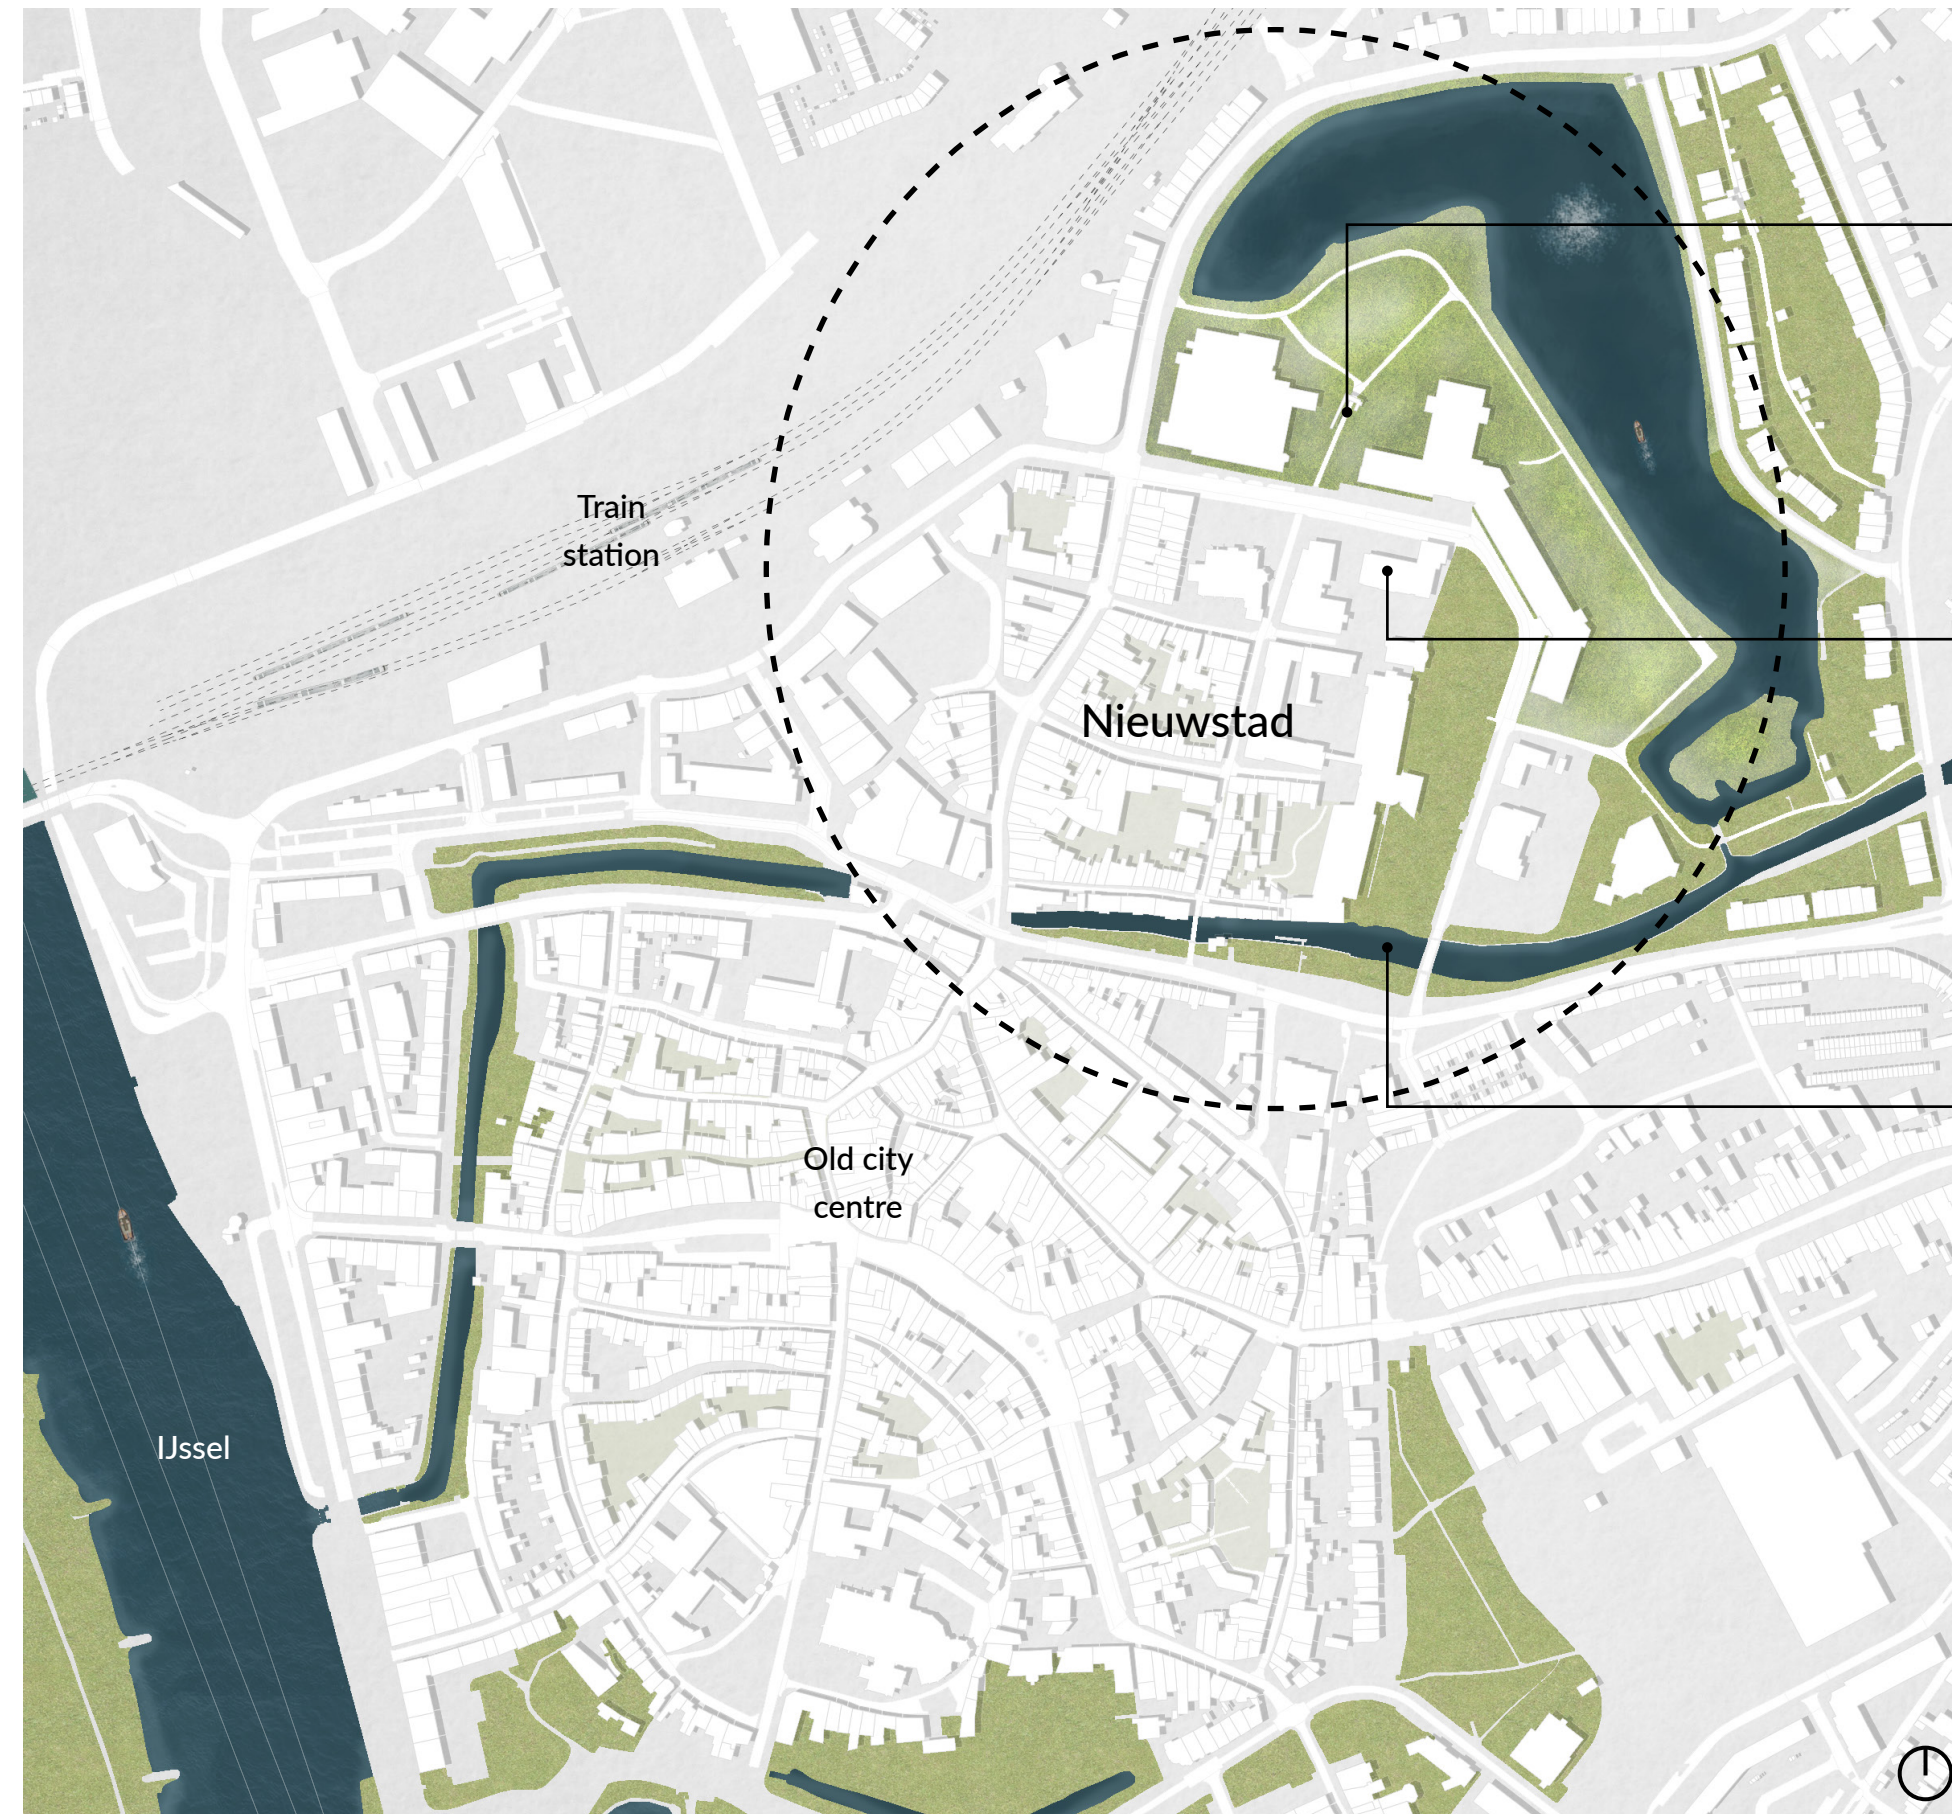 Train
station
Nieuwstad
Old city
centre
IJssel